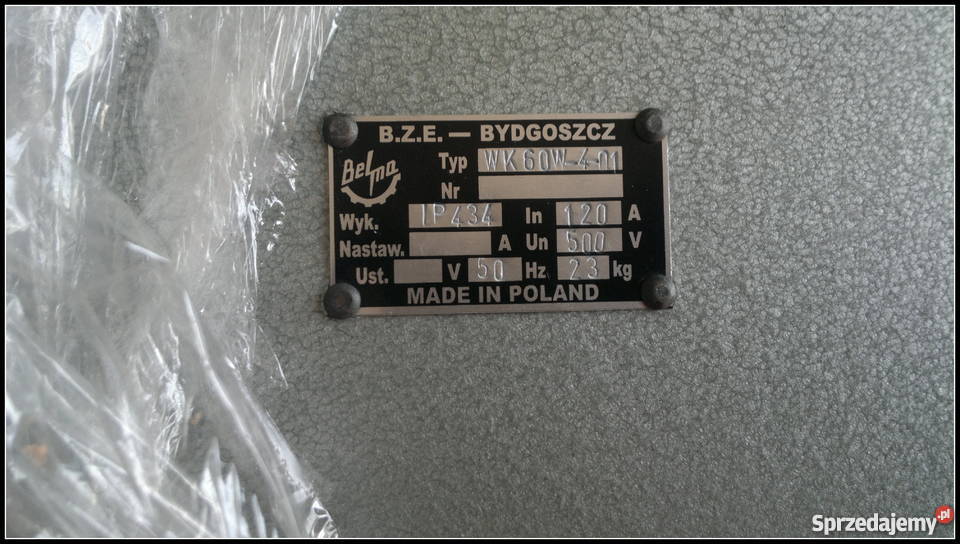 B.Z.E. — BYDGOSZCZ
Belma
Typ WK60W-4-01
Nr
Wyk. IP434 In 120 A
Nastaw. A Un 500 V
Ust. V 50 Hz 23 kg
MADE IN POLAND
Sprzedajemy.pl